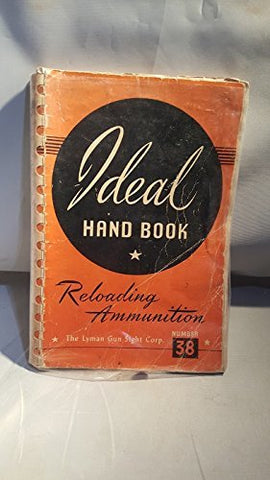 Ideal
HAND BOOK
Reloading
Ammunition
The Lyman Gun Sight Corp.
NUMBER
38